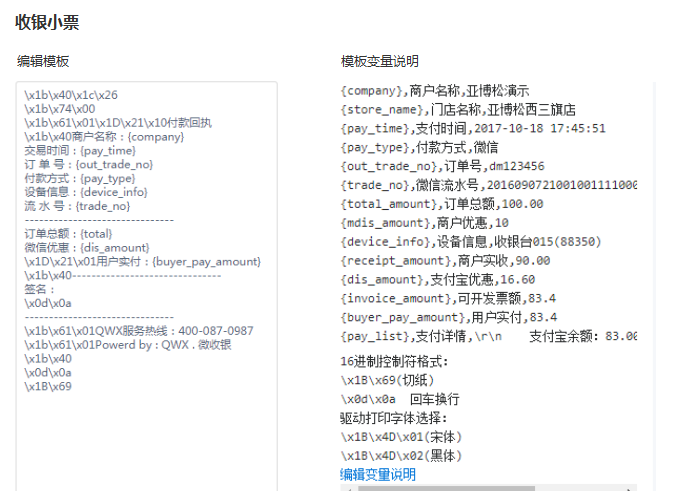 收银小票
编辑模板
\x1b\x40\x1c\x26
\x1b\x74\x00
\x1b\x61\x01\x1D\x21\x10付款回执
\x1b\x40商户名称：{company}
交易时间：{pay_time}
订 单 号：{out_trade_no}
付款方式：{pay_type}
设备信息：{device_info}
流 水 号：{trade_no}
------------------------------
订单总额：{total}
微信优惠：{dis_amount}
\x1D\x21\x01用户实付：{buyer_pay_amount}
\x1b\x40------------------------------
签名：
\x0d\x0a
------------------------------
\x1b\x61\x01QWX服务热线：400-087-0987
\x1b\x61\x01Powerd by : QWX . 微收银
\x1b\x40
\x0d\x0a
\x1B\x69
模板变量说明
{company},商户名称,亚博松演示
{store_name},门店名称,亚博松西三旗店
{pay_time},支付时间,2017-10-18 17:45:51
{pay_type},付款方式,微信
{out_trade_no},订单号,dm123456
{trade_no},微信流水号,2016090721001001111000
{total_amount},订单总额,100.00
{mdis_amount},商户优惠,10
{device_info},设备信息,收银台015(88350)
{receipt_amount},商户实收,90.00
{dis_amount},支付宝优惠,16.60
{invoice_amount},可开发票额,83.4
{buyer_pay_amount},用户实付,83.4
{pay_list},支付详情,\r\n 支付宝余额：83.00
16进制控制符格式:
\x1B\x69(切纸)
\x0d\x0a 回车换行
驱动打印字体选择:
\x1B\x4D\x01(宋体)
\x1B\x4D\x02(黑体)
编辑变量说明